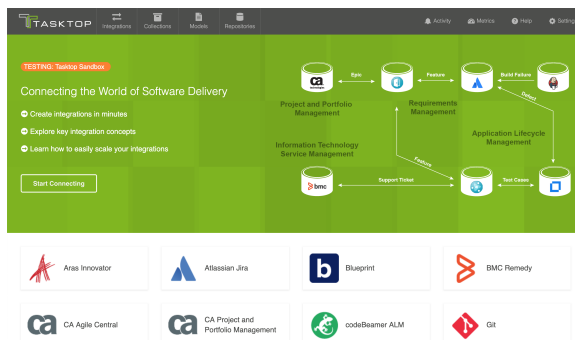 TASKTOP
Integrations
Collections
Models
Repositories
Activity
Metrics
Help
Setting
TESTING: Tasktop Sandbox
Connecting the World of Software Delivery
Create integrations in minutes
Explore key integration concepts
Learn how to easily scale your integrations
Start Connecting
ca
technologies
Epic
Feature
Build Failure
Defect
Project and Portfolio
Management
Requirements
Management
Information Technology
Service Management
Application Lifecycle
Management
Feature
bmc
Support Ticket
Test Cases
Aras Innovator
Atlassian Jira
b
Blueprint
BMC Remedy
ca
CA Agile Central
ca
CA Project and
Portfolio Management
codeBeamer ALM
Git